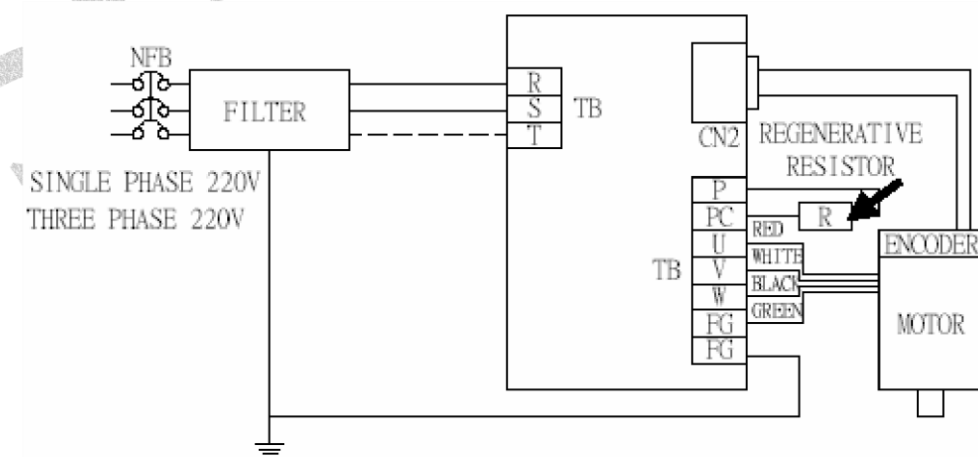 NFB
FILTER
SINGLE PHASE 220V
THREE PHASE 220V
R
S
T
TB
CN2
REGENERATIVE
RESISTOR
P
PC
U
V
W
FG
FG
TB
R
RED
WHITE
BLACK
GREEN
ENCODER
MOTOR